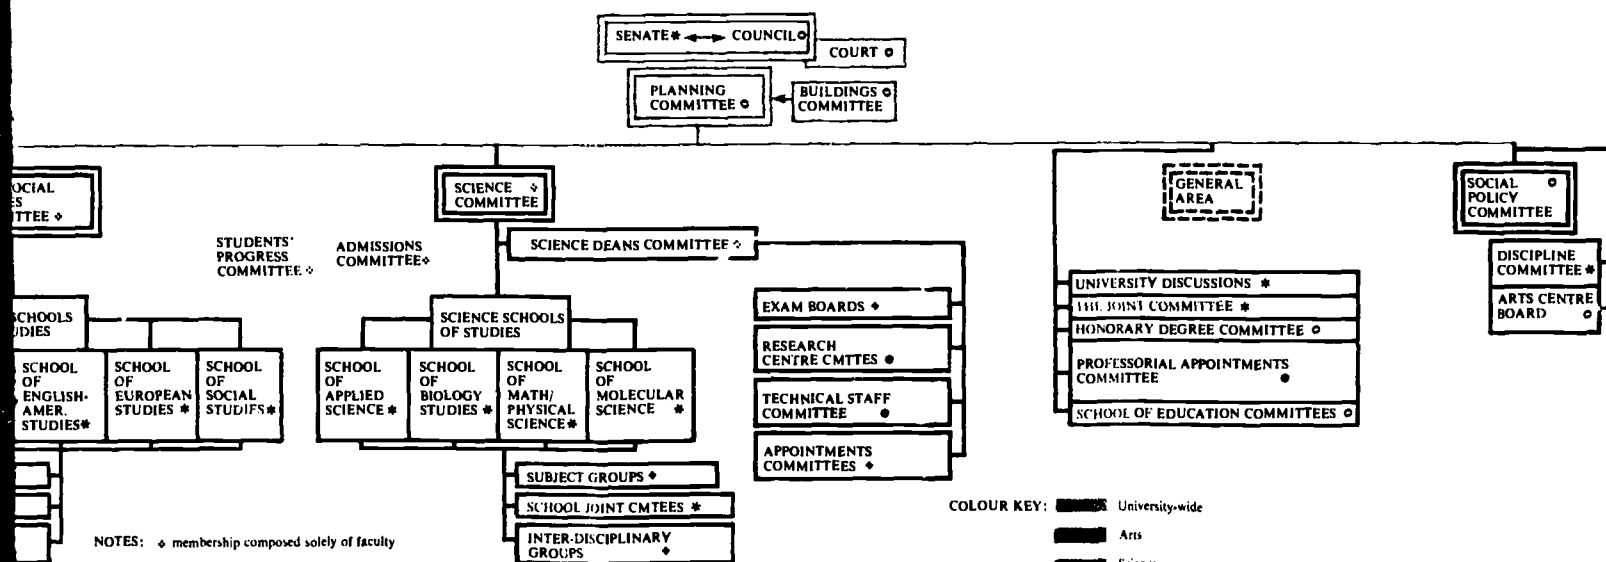 SENATE* ↔ COUNCIL○
COURT ○
PLANNING
COMMITTEE ○
BUILDINGS ○
COMMITTEE
OCIAL
ES
TTEE ⋄
SCIENCE ⋄
COMMITTEE
GENERAL
AREA
SOCIAL ○
POLICY
COMMITTEE
STUDENTS'
PROGRESS
COMMITTEE ⋄
ADMISSIONS
COMMITTEE⋄
SCIENCE DEANS COMMITTEE ⋄
DISCIPLINE
COMMITTEE *
ARTS CENTRE
BOARD ○
UNIVERSITY DISCUSSIONS *
THE JOINT COMMITTEE *
HONORARY DEGREE COMMITTEE ○
PROFESSORIAL APPOINTMENTS
COMMITTEE ●
SCHOOL OF EDUCATION COMMITTEES ○
EXAM BOARDS ⋄
RESEARCH
CENTRE CMTTES ●
TECHNICAL STAFF
COMMITTEE ●
APPOINTMENTS
COMMITTEES ⋄
SCHOOLS
UDIES
SCIENCE SCHOOLS
OF STUDIES
SCHOOL
OF
ENGLISH-
AMER.
STUDIES*
SCHOOL
OF
EUROPEAN
STUDIES *
SCHOOL
OF
SOCIAL
STUDIES*
SCHOOL
OF
APPLIED
SCIENCE *
SCHOOL
OF
BIOLOGY
STUDIES *
SCHOOL
OF
MATH/
PHYSICAL
SCIENCE*
SCHOOL
OF
MOLECULAR
SCIENCE *
SUBJECT GROUPS ⋄
SCHOOL JOINT CMTEES *
INTER-DISCIPLINARY
GROUPS ⋄
NOTES: ⋄ membership composed solely of faculty
COLOUR KEY: University-wide
Arts